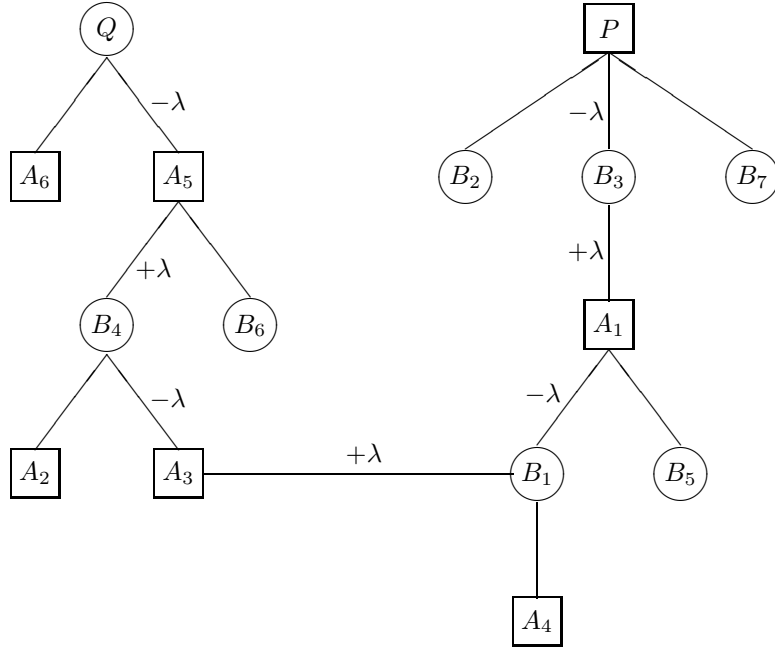 Q P
−λ −λ
A₆ A₅ B₂ B₃ B₇
+λ +λ
B₄ B₆ A₁
−λ −λ
A₂ A₃ +λ B₁ B₅
A₄